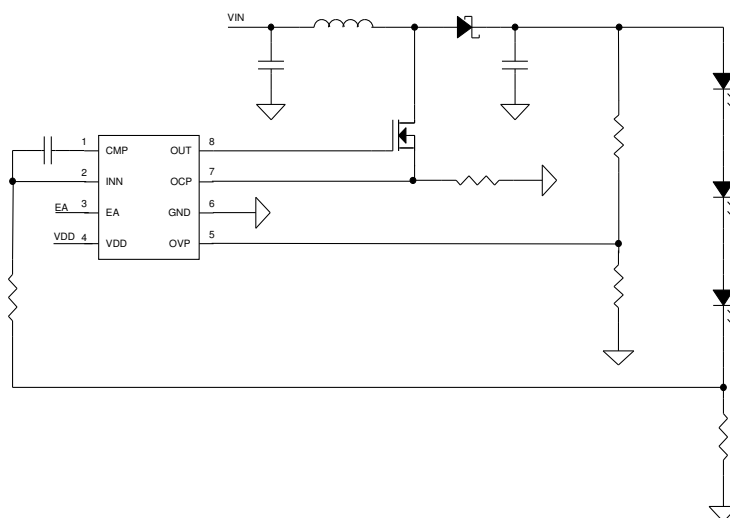 VIN
1 CMP OUT 8
2 INN OCP 7
EA 3 EA GND 6
VDD 4 VDD OVP 5